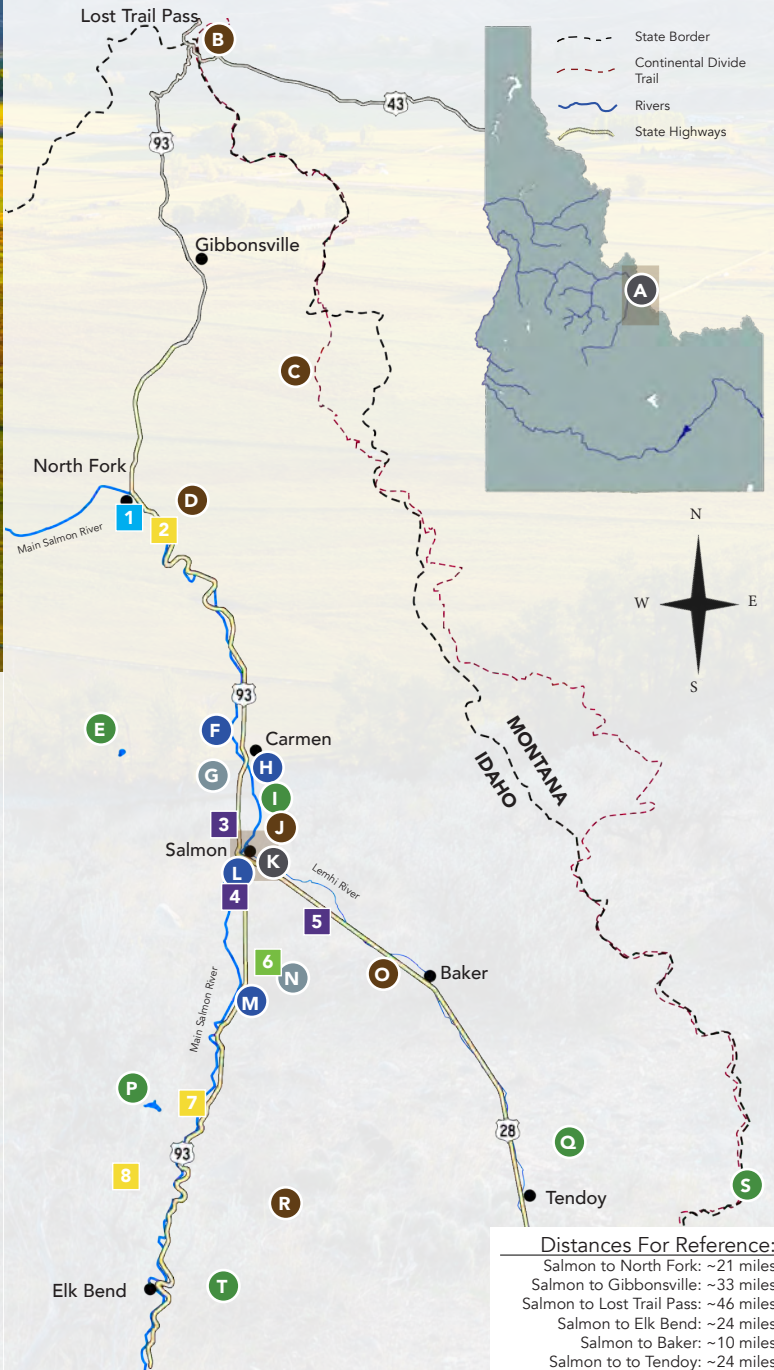 Lost Trail Pass
B
State Border
Continental Divide
Trail
Rivers
State Highways
43
93
Gibbonsville
A
C
North Fork
D
1
2
Main Salmon River
N
W
E
S
93
E
F
Carmen
G
H
I
MONTANA
IDAHO
3
J
Salmon
K
L
Lemhi River
4
5
6
N
O
Baker
M
Main Salmon River
P
7
93
28
Q
8
S
R
Tendoy
Elk Bend
T
Distances For Reference:
Salmon to North Fork: ~21 miles
Salmon to Gibbonsville: ~33 miles
Salmon to Lost Trail Pass: ~46 miles
Salmon to Elk Bend: ~24 miles
Salmon to Baker: ~10 miles
Salmon to to Tendoy: ~24 miles